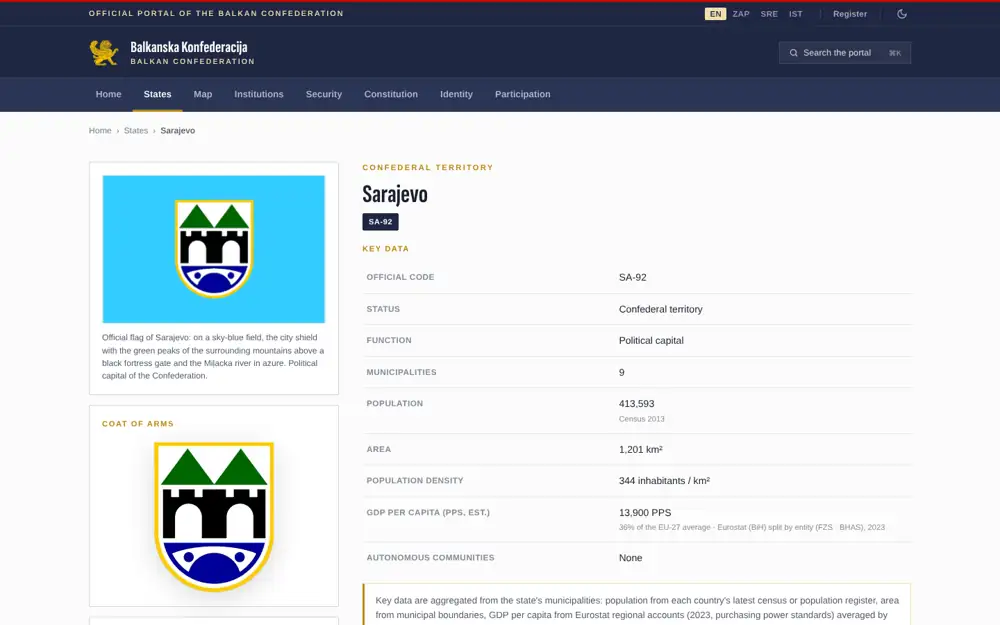 OFFICIAL PORTAL OF THE BALKAN CONFEDERATION
EN ZAP SRE IST Register
Balkanska Konfederacija
BALKAN CONFEDERATION
Search the portal ⌘K
Home States Map Institutions Security Constitution Identity Participation
Home › States › Sarajevo
CONFEDERAL TERRITORY
Sarajevo
SA-92
KEY DATA
OFFICIAL CODE SA-92
STATUS Confederal territory
FUNCTION Political capital
MUNICIPALITIES 9
POPULATION 413,593
Census 2013
AREA 1,201 km²
POPULATION DENSITY 344 inhabitants / km²
GDP PER CAPITA (PPS, EST.) 13,900 PPS
36% of the EU-27 average · Eurostat (BiH) split by entity (FZS · BHAS), 2023
AUTONOMOUS COMMUNITIES None
Key data are aggregated from the state's municipalities: population from each country's latest census or population register, area
from municipal boundaries, GDP per capita from Eurostat regional accounts (2023, purchasing power standards) averaged by
Official flag of Sarajevo: on a sky-blue field, the city shield
with the green peaks of the surrounding mountains above a
black fortress gate and the Miljacka river in azure. Political
capital of the Confederation.
COAT OF ARMS